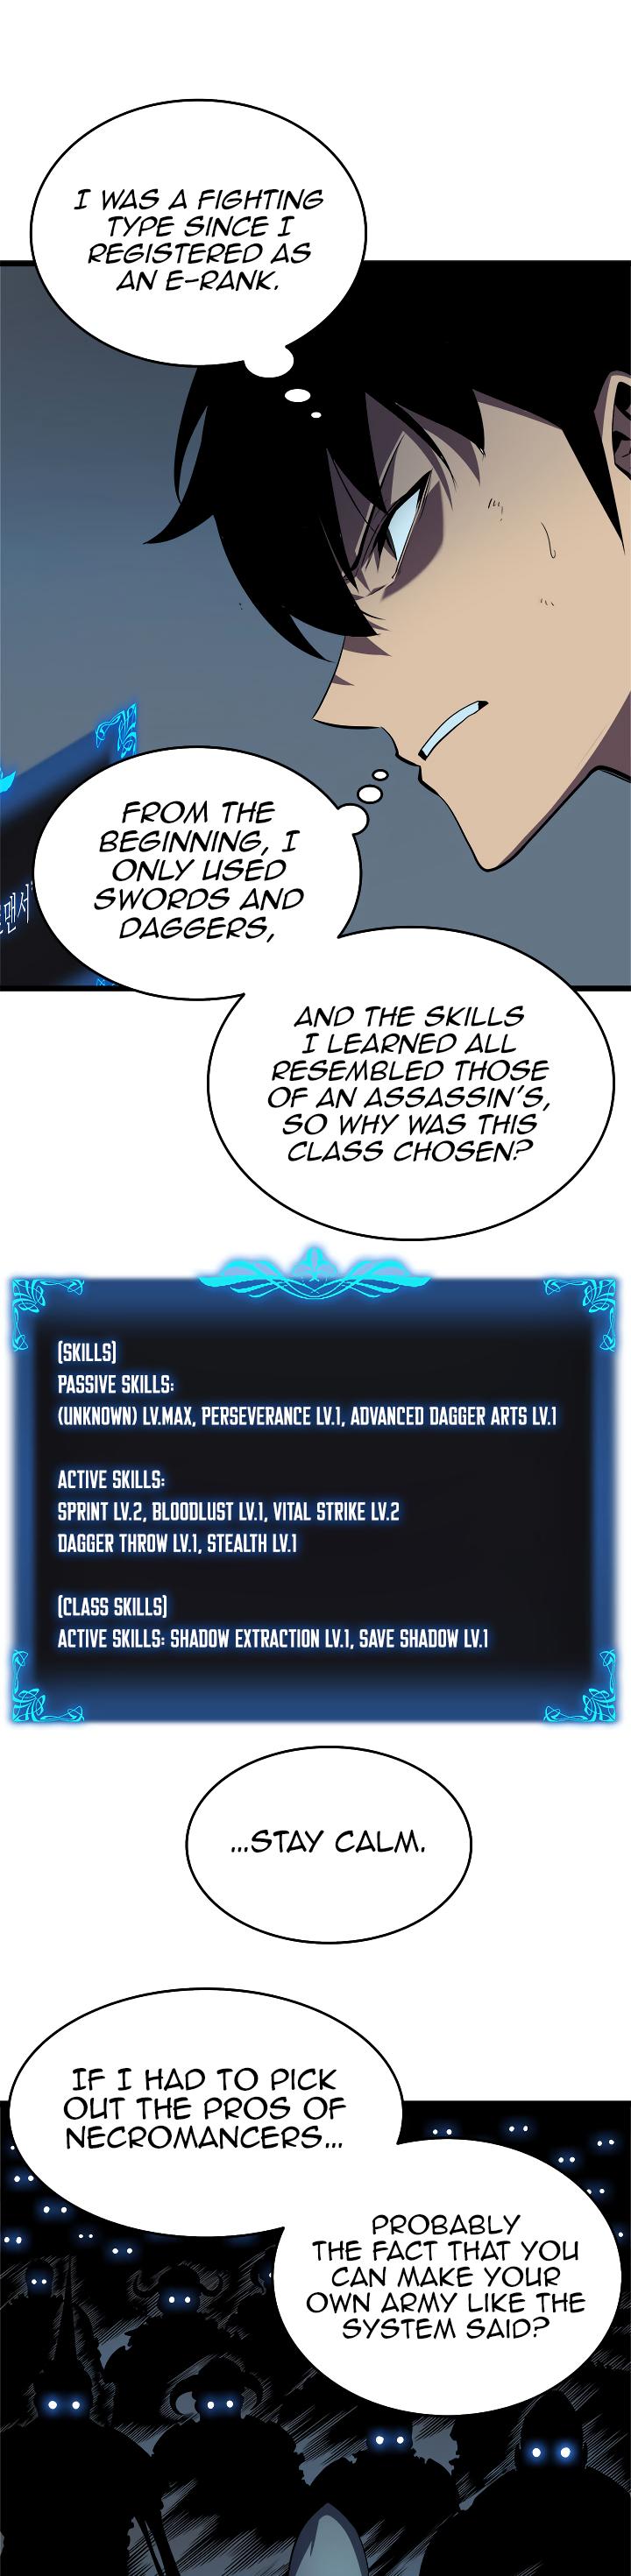 I WAS A FIGHTING
TYPE SINCE I
REGISTERED AS
AN E-RANK.
FROM THE
BEGINNING, I
ONLY USED
SWORDS AND
DAGGERS,
맨서
AND THE SKILLS
I LEARNED ALL
RESEMBLED THOSE
OF AN ASSASSIN'S,
SO WHY WAS THIS
CLASS CHOSEN?
[SKILLS]
PASSIVE SKILLS:
(UNKNOWN) LV.MAX, PERSEVERANCE LV.1, ADVANCED DAGGER ARTS LV.1
ACTIVE SKILLS:
SPRINT LV.2, BLOODLUST LV.1, VITAL STRIKE LV.2
DAGGER THROW LV.1, STEALTH LV.1
[CLASS SKILLS]
ACTIVE SKILLS: SHADOW EXTRACTION LV.1, SAVE SHADOW LV.1
...STAY CALM.
IF I HAD TO PICK
OUT THE PROS OF
NECROMANCERS...
PROBABLY
THE FACT THAT YOU
CAN MAKE YOUR
OWN ARMY LIKE THE
SYSTEM SAID?